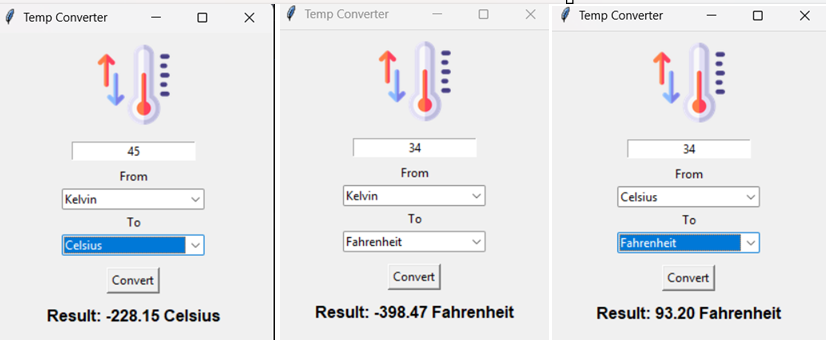 Temp Converter
45
From
Kelvin
To
Celsius
Convert
Result: -228.15 Celsius
Temp Converter
34
From
Kelvin
To
Fahrenheit
Convert
Result: -398.47 Fahrenheit
Temp Converter
34
From
Celsius
To
Fahrenheit
Convert
Result: 93.20 Fahrenheit